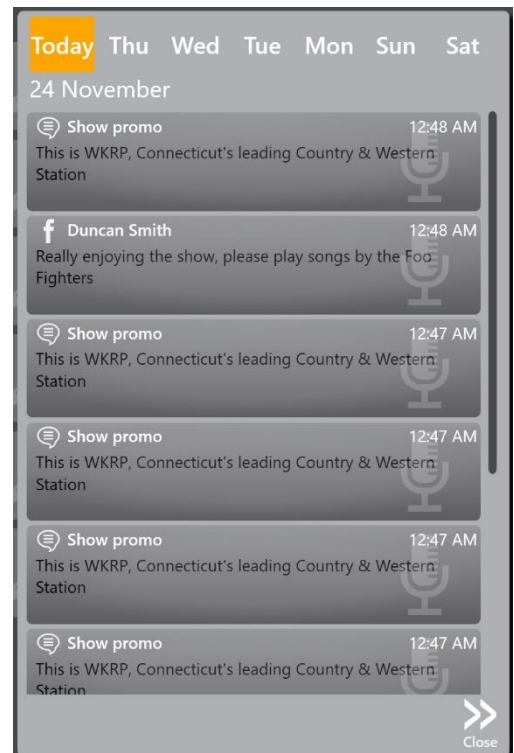 Today Thu Wed Tue Mon Sun Sat
24 November
Show promo 12:48 AM
This is WKRP, Connecticut's leading Country & Western
Station
Duncan Smith 12:48 AM
Really enjoying the show, please play songs by the Foo
Fighters
Show promo 12:47 AM
This is WKRP, Connecticut's leading Country & Western
Station
Show promo 12:47 AM
This is WKRP, Connecticut's leading Country & Western
Station
Show promo 12:47 AM
This is WKRP, Connecticut's leading Country & Western
Station
Show promo 12:47 AM
This is WKRP, Connecticut's leading Country & Western
Station
Close